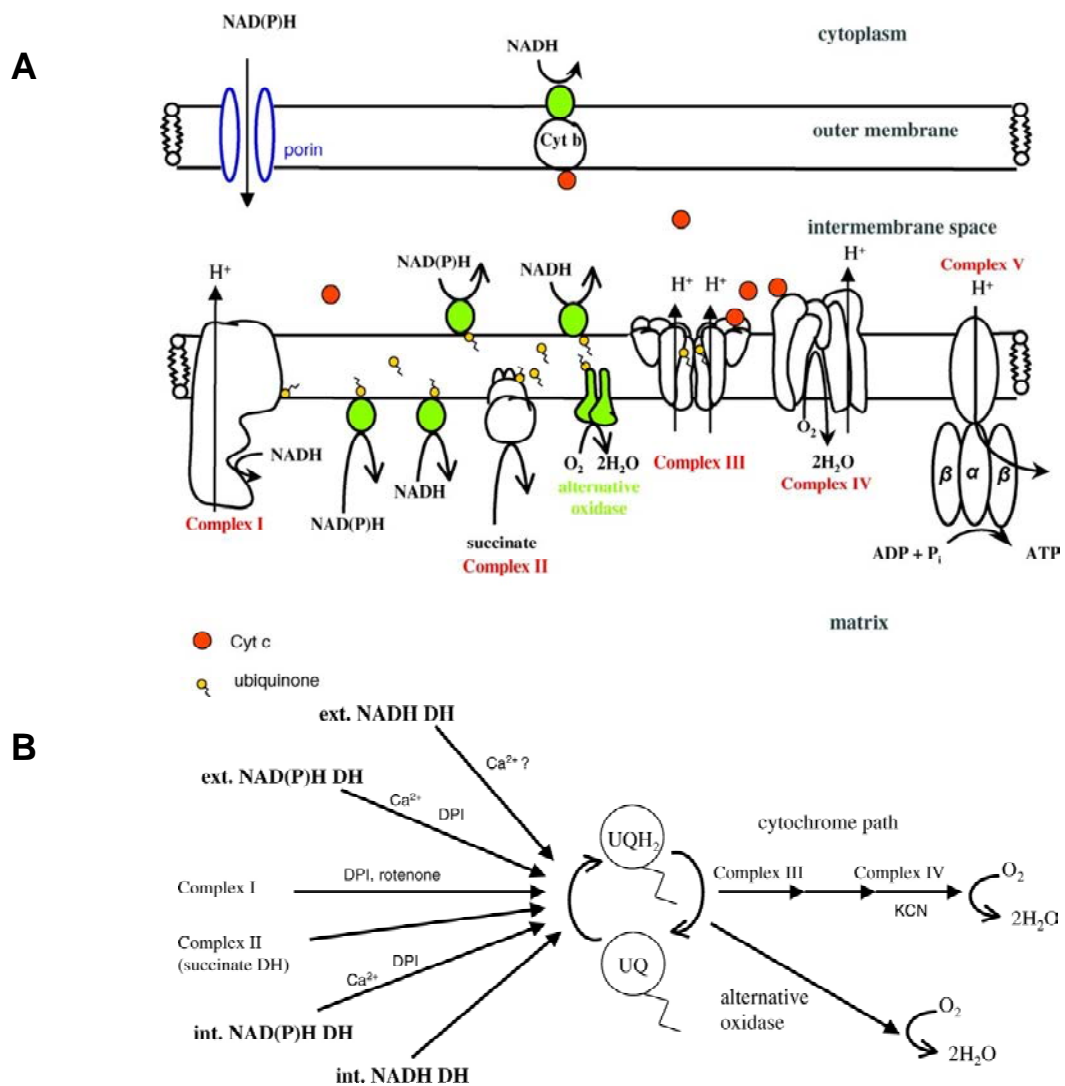 A
NAD(P)H
NADH
cytoplasm
Cyt b
outer membrane
porin
intermembrane space
H⁺
NAD(P)H
NADH
H⁺
H⁺
H⁺
Complex V
H⁺
NADH
Complex I
NAD(P)H
NADH
succinate
Complex II
O₂
2H₂O
alternative
oxidase
Complex III
O₂
2H₂O
Complex IV
β
α
β
ADP + Pᵢ
ATP
matrix
Cyt c
ubiquinone
B
ext. NADH DH
Ca²⁺ ?
ext. NAD(P)H DH
Ca²⁺
DPI
Complex I
DPI, rotenone
Complex II
(succinate DH)
Ca²⁺
DPI
int. NAD(P)H DH
int. NADH DH
UQH₂
UQ
cytochrome path
Complex III
Complex IV
KCN
O₂
2H₂O
alternative
oxidase
O₂
2H₂O